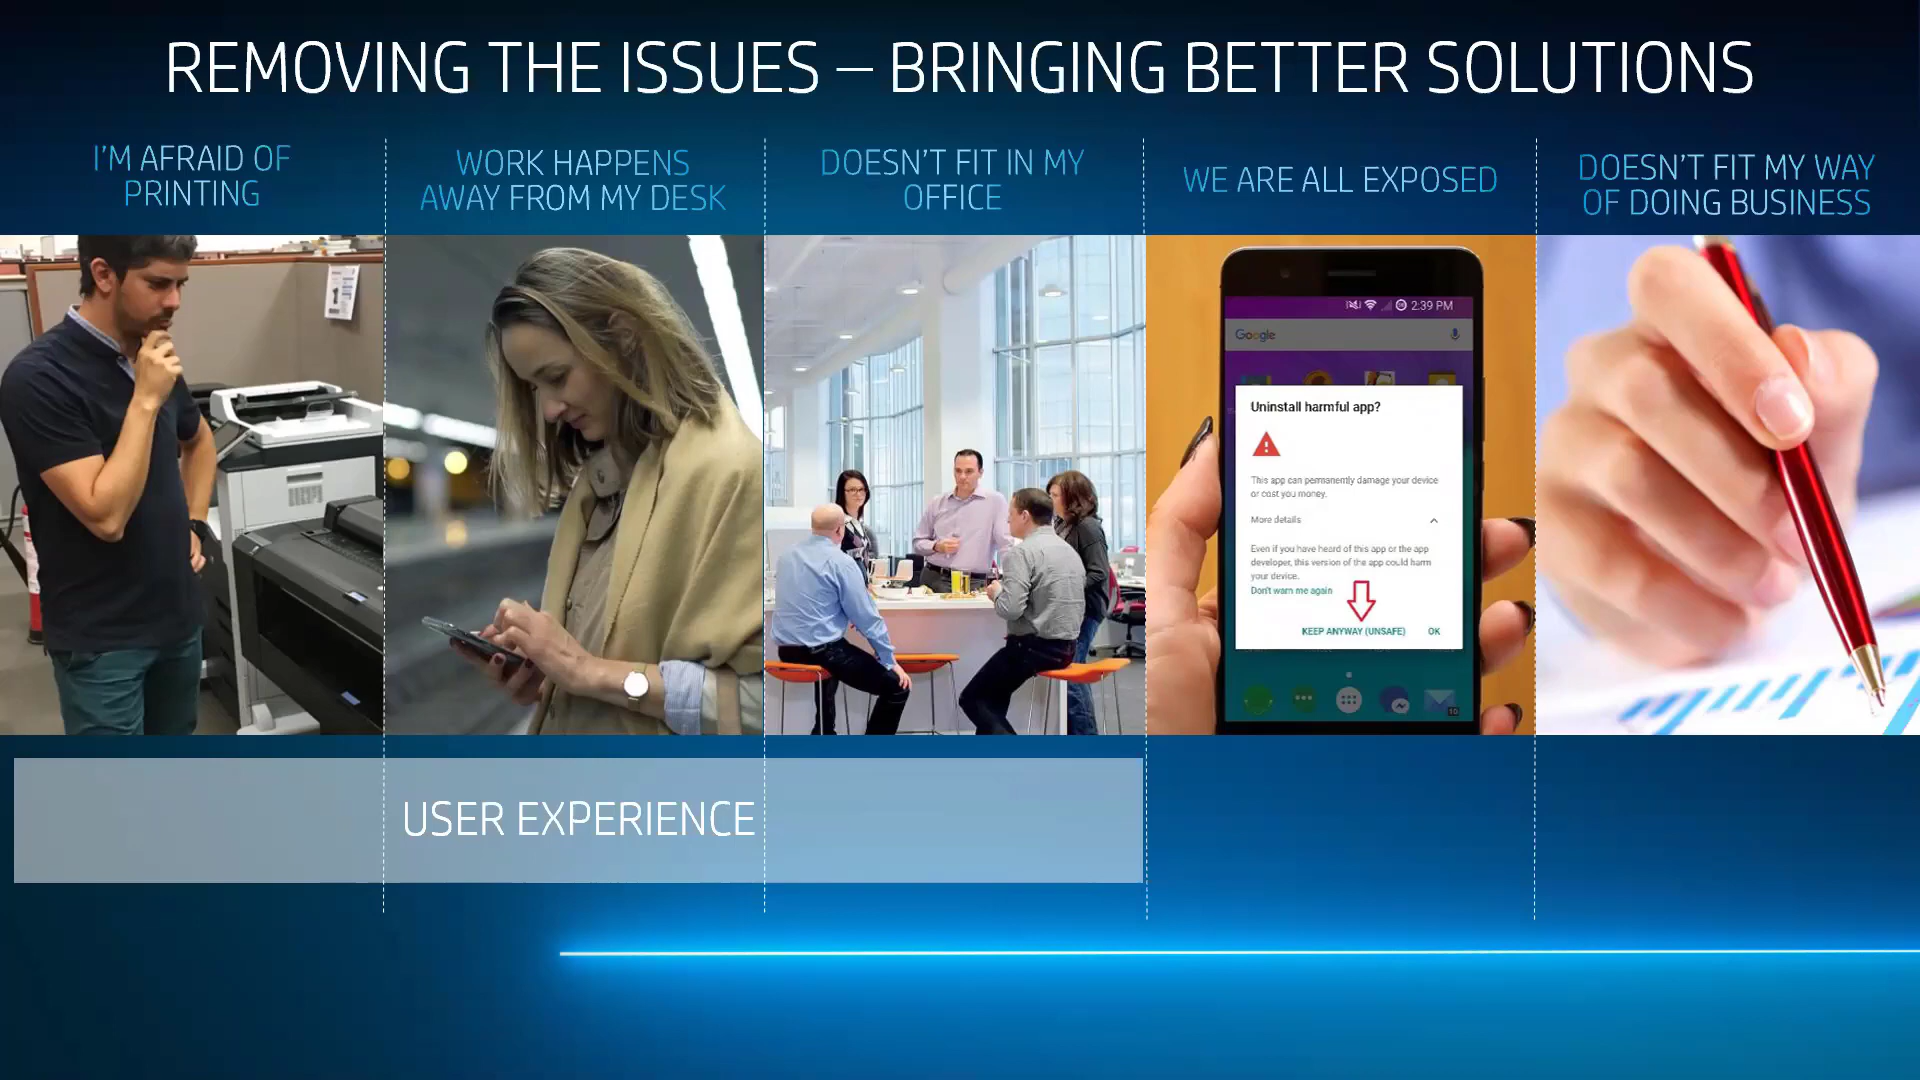 REMOVING THE ISSUES – BRINGING BETTER SOLUTIONS
I'M AFRAID OF
PRINTING
WORK HAPPENS
AWAY FROM MY DESK
DOESN'T FIT IN MY
OFFICE
WE ARE ALL EXPOSED
DOESN'T FIT MY WAY
OF DOING BUSINESS
1
2:39 PM
Google
Uninstall harmful app?
This app can permanently damage your device
or cost you money.
More details
Even if you have heard of this app or the app
developer, this version of the app could harm
your device.
Don't warn me again
KEEP ANYWAY (UNSAFE) OK
10
USER EXPERIENCE